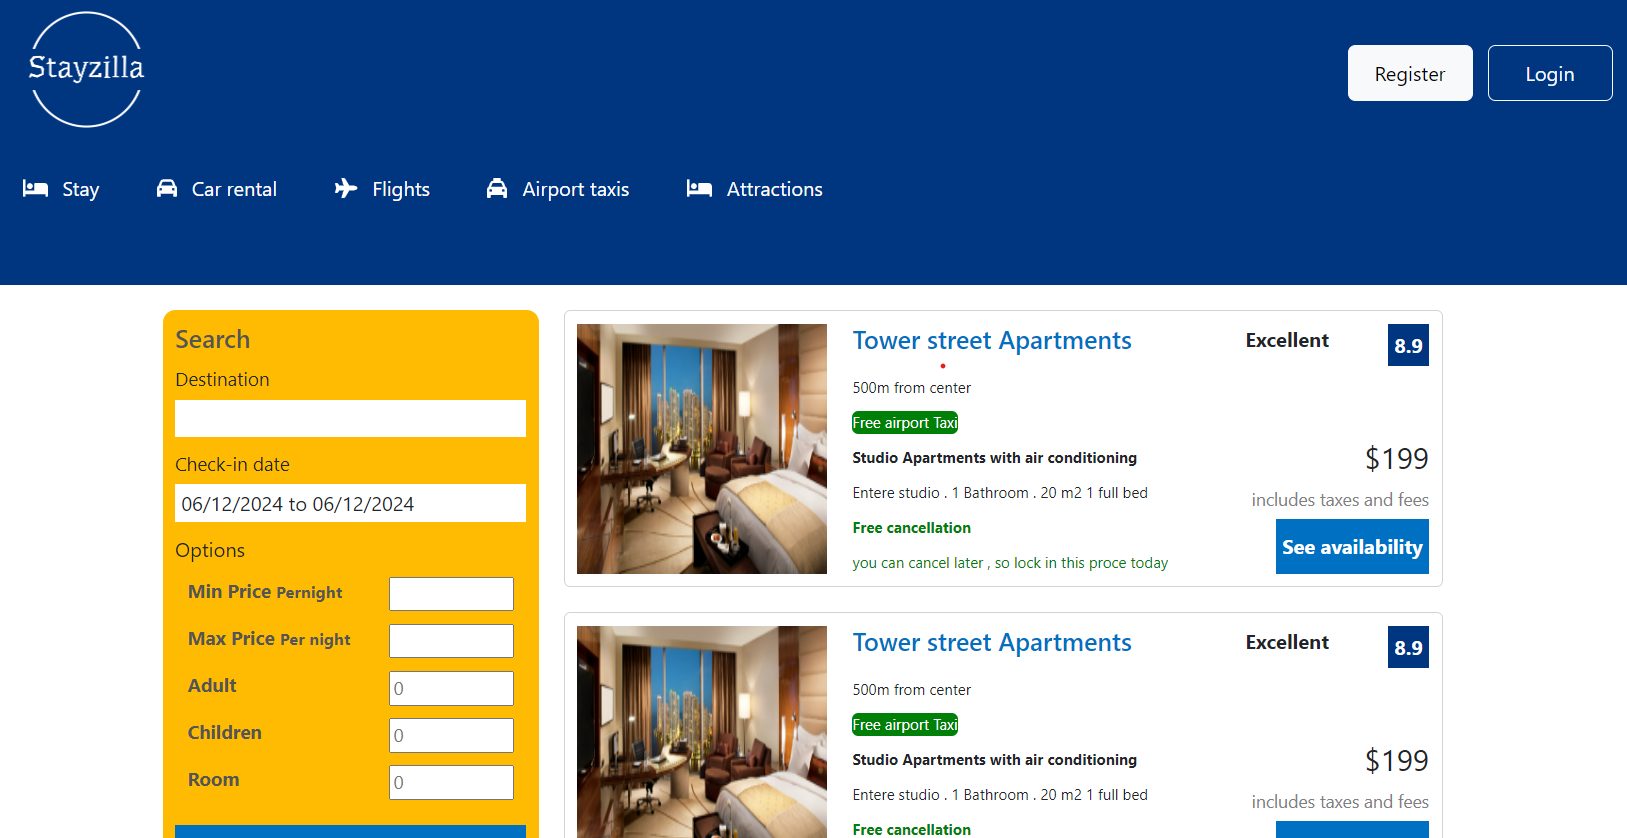 Stayzilla
Register
Login
Stay
Car rental
Flights
Airport taxis
Attractions
Search
Destination
Check-in date
06/12/2024 to 06/12/2024
Options
Min Price Pernight
Max Price Per night
Adult
0
Children
0
Room
0
Tower street Apartments
Excellent
8.9
500m from center
Free airport Taxi
Studio Apartments with air conditioning
$199
Entere studio . 1 Bathroom . 20 m2 1 full bed
includes taxes and fees
Free cancellation
See availability
you can cancel later , so lock in this proce today
Tower street Apartments
Excellent
8.9
500m from center
Free airport Taxi
Studio Apartments with air conditioning
$199
Entere studio . 1 Bathroom . 20 m2 1 full bed
includes taxes and fees
Free cancellation